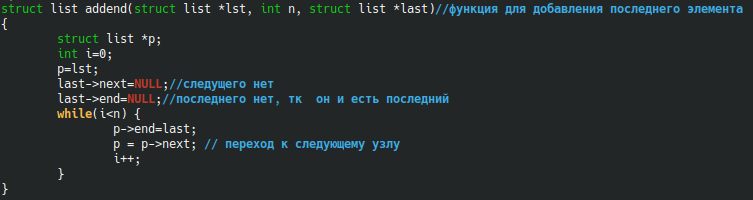 struct list addend(struct list *lst, int n, struct list *last)//функция для добавления последнего элемента
{
struct list *p;
int i=0;
p=lst;
last->next=NULL;//следущего нет
last->end=NULL;//последнего нет, тк  он и есть последний
while(i<n) {
p->end=last;
p = p->next; // переход к следующему узлу
i++;
}
}